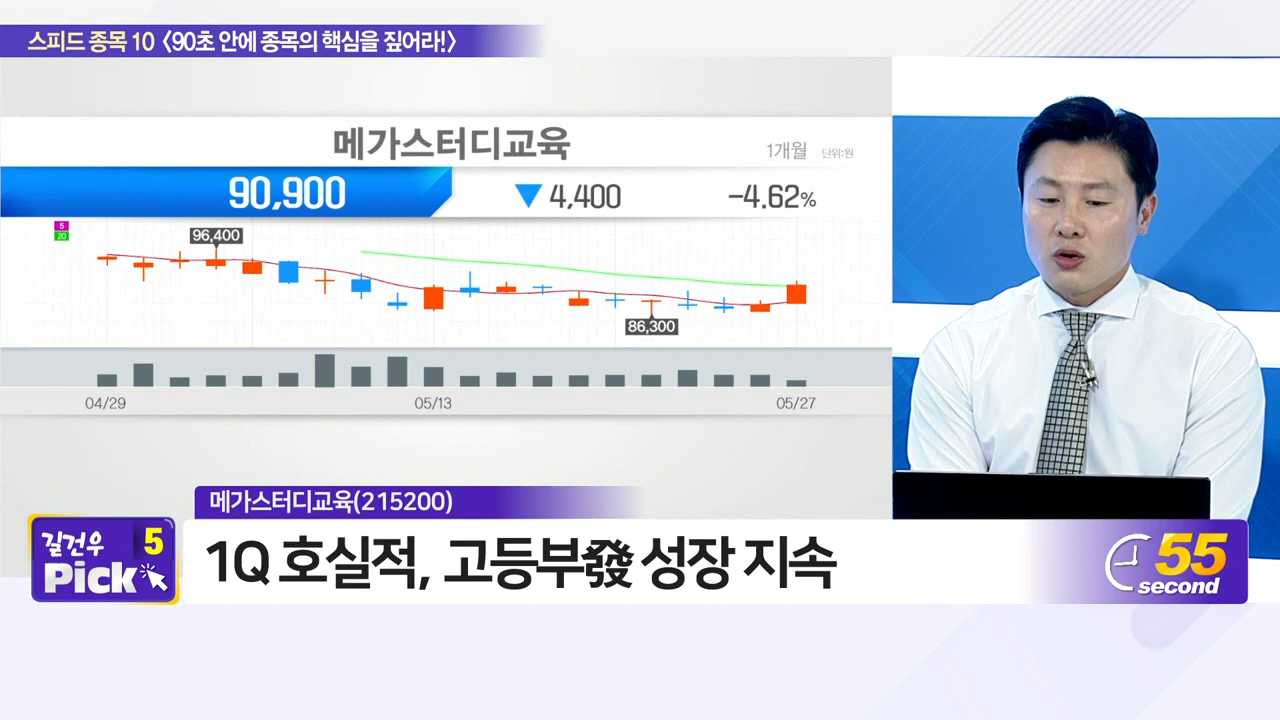 스피드 종목 10 <90초 안에 종목의 핵심을 짚어라!>
메가스터디교육
1개월 단위:원
90,900 ▼4,400 -4.62%
5
20
96,400
86,300
04/29 05/13 05/27
메가스터디교육(215200)
길건우 5
Pick
1Q 호실적, 고등부發 성장 지속
55
second